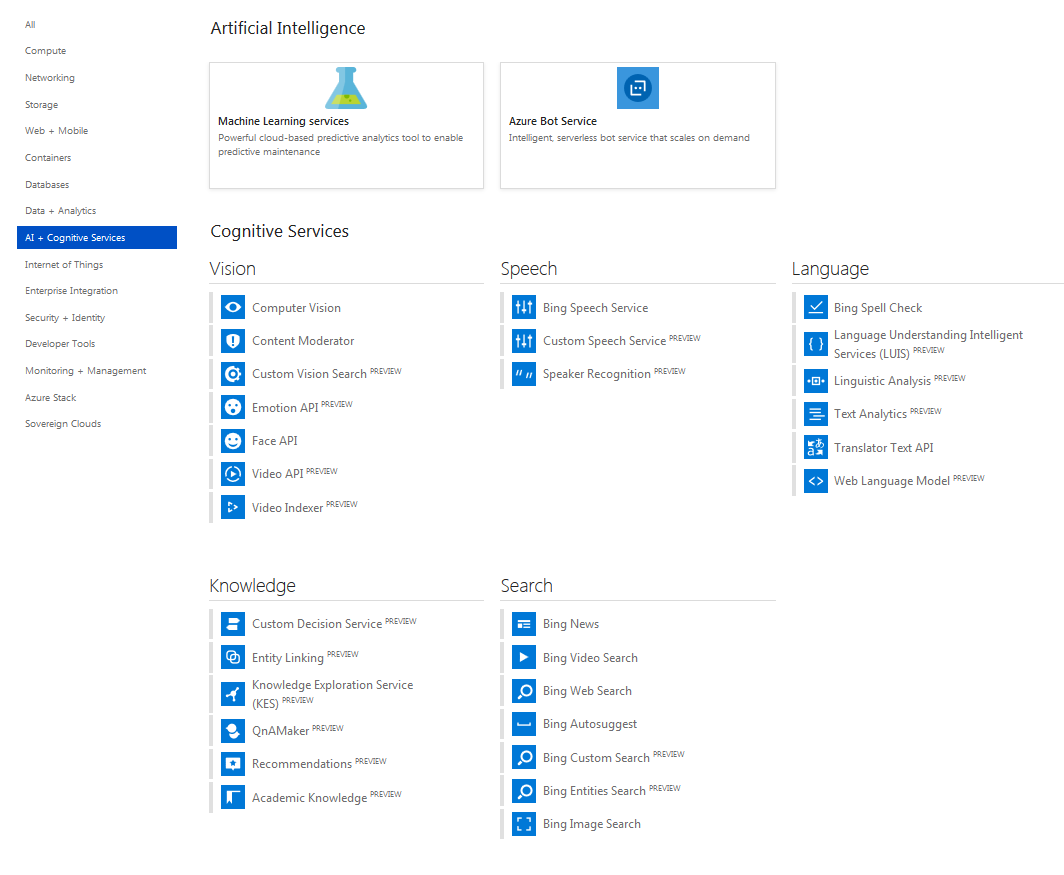 All
Compute
Networking
Storage
Web + Mobile
Containers
Databases
Data + Analytics
AI + Cognitive Services
Internet of Things
Enterprise Integration
Security + Identity
Developer Tools
Monitoring + Management
Azure Stack
Sovereign Clouds
Artificial Intelligence
Machine Learning services
Powerful cloud-based predictive analytics tool to enable
predictive maintenance
Azure Bot Service
Intelligent, serverless bot service that scales on demand
Cognitive Services
Vision
Computer Vision
Content Moderator
Custom Vision Search PREVIEW
Emotion API PREVIEW
Face API
Video API PREVIEW
Video Indexer PREVIEW
Speech
Bing Speech Service
Custom Speech Service PREVIEW
Speaker Recognition PREVIEW
Language
Bing Spell Check
Language Understanding Intelligent
Services (LUIS) PREVIEW
Linguistic Analysis PREVIEW
Text Analytics PREVIEW
Translator Text API
Web Language Model PREVIEW
Knowledge
Custom Decision Service PREVIEW
Entity Linking PREVIEW
Knowledge Exploration Service
(KES) PREVIEW
QnAMaker PREVIEW
Recommendations PREVIEW
Academic Knowledge PREVIEW
Search
Bing News
Bing Video Search
Bing Web Search
Bing Autosuggest
Bing Custom Search PREVIEW
Bing Entities Search PREVIEW
Bing Image Search